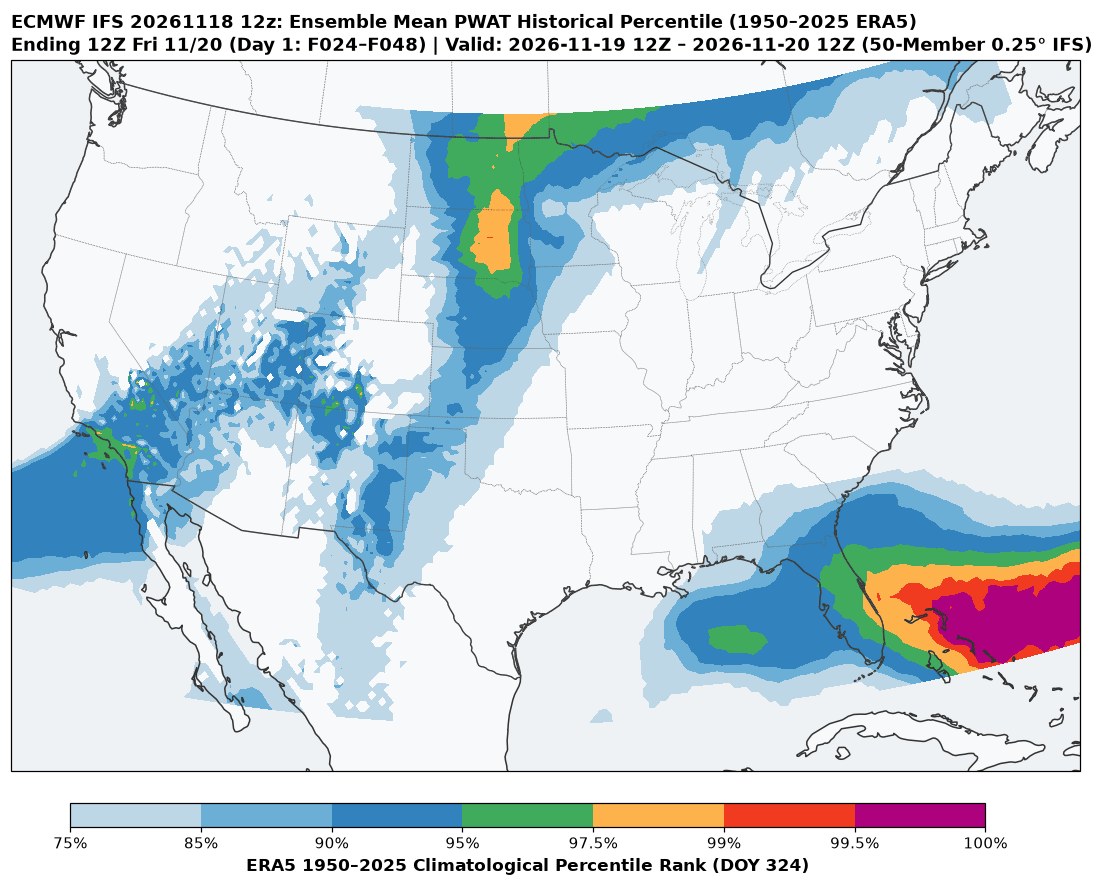 ECMWF IFS 20261118 12z: Ensemble Mean PWAT Historical Percentile (1950–2025 ERA5)
Ending 12Z Fri 11/20 (Day 1: F024–F048) | Valid: 2026-11-19 12Z – 2026-11-20 12Z (50-Member 0.25° IFS)
75% 85% 90% 95% 97.5% 99% 99.5% 100%
ERA5 1950–2025 Climatological Percentile Rank (DOY 324)